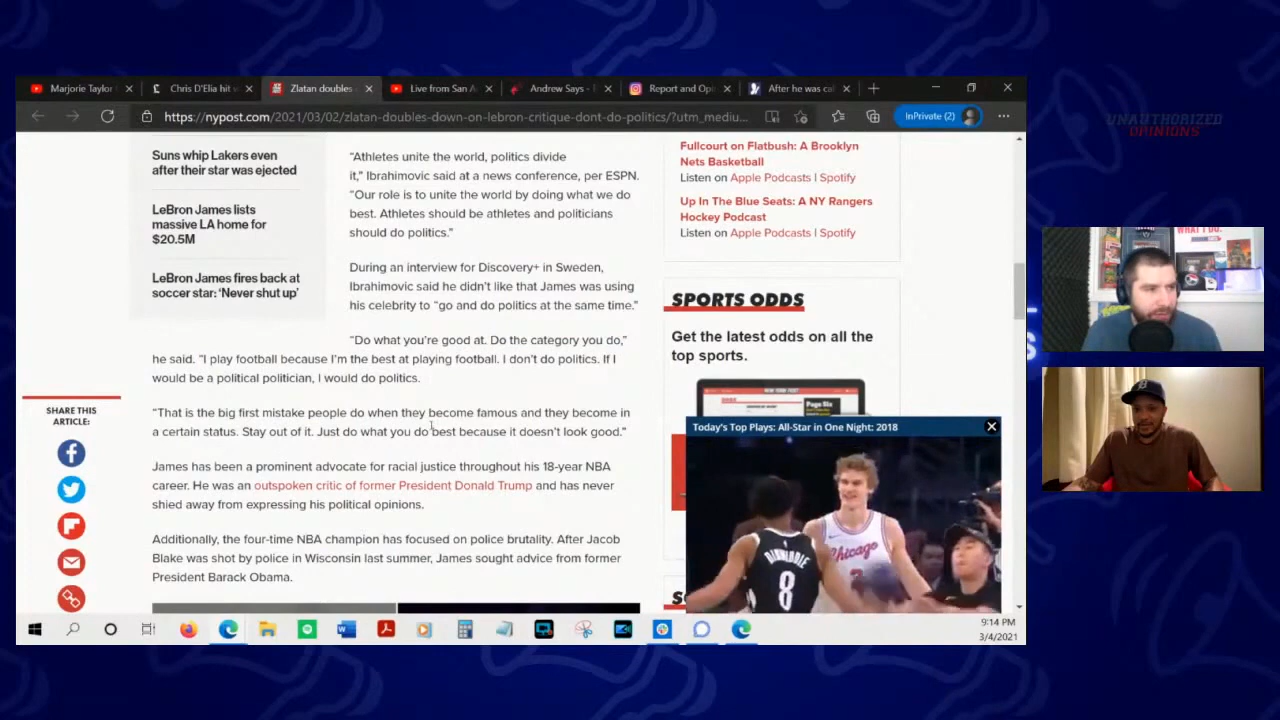 Marjorie Taylor
Chris D'Elia hit w
Zlatan doubles
Live from San A
Andrew Says -
Report and Opi
After he was cal
https://nypost.com/2021/03/02/zlatan-doubles-down-on-lebron-critique-dont-do-politics/?utm_mediu...
InPrivate (2)
UNAUTHORIZED
OPINIONS
Suns whip Lakers even
after their star was ejected
LeBron James lists
massive LA home for
$20.5M
LeBron James fires back at
soccer star: ‘Never shut up’
“Athletes unite the world, politics divide
it,” Ibrahimovic said at a news conference, per ESPN.
“Our role is to unite the world by doing what we do
best. Athletes should be athletes and politicians
should do politics.”
During an interview for Discovery+ in Sweden,
Ibrahimovic said he didn’t like that James was using
his celebrity to “go and do politics at the same time.”
“Do what you’re good at. Do the category you do,”
he said. “I play football because I’m the best at playing football. I don’t do politics. If I
would be a political politician, I would do politics.
“That is the big first mistake people do when they become famous and they become in
a certain status. Stay out of it. Just do what you do best because it doesn’t look good.”
James has been a prominent advocate for racial justice throughout his 18-year NBA
career. He was an outspoken critic of former President Donald Trump and has never
shied away from expressing his political opinions.
Additionally, the four-time NBA champion has focused on police brutality. After Jacob
Blake was shot by police in Wisconsin last summer, James sought advice from former
President Barack Obama.
SHARE THIS
ARTICLE:
Fullcourt on Flatbush: A Brooklyn
Nets Basketball
Listen on Apple Podcasts | Spotify
Up In The Blue Seats: A NY Rangers
Hockey Podcast
Listen on Apple Podcasts | Spotify
SPORTS ODDS
Get the latest odds on all the
top sports.
Page Six
Today's Top Plays: All-Star in One Night: 2018
Chicago
DINWIDDIE
8
WHAT I DO.
9:14 PM
3/4/2021